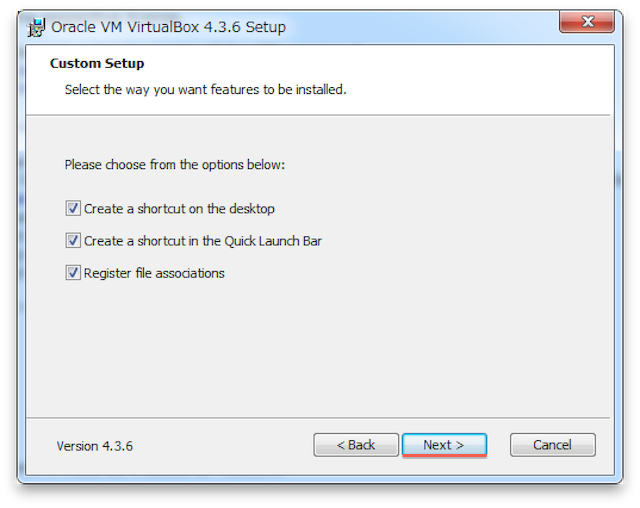 Oracle VM VirtualBox 4.3.6 Setup
Custom Setup
Select the way you want features to be installed.
Please choose from the options below:
Create a shortcut on the desktop
Create a shortcut in the Quick Launch Bar
Register file associations
Version 4.3.6
< Back
Next >
Cancel